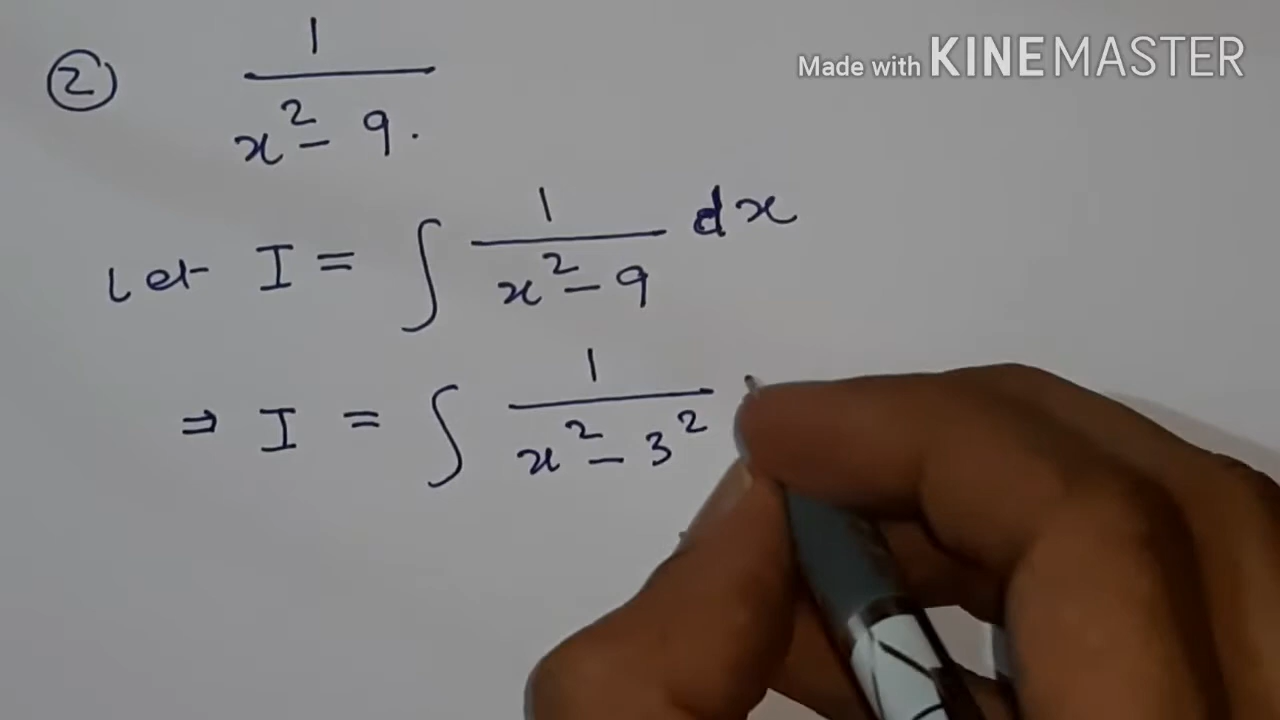 Made with KINEMASTER
② 1/(x² - 9).
Let I = ∫ 1/(x² - 9) dx
⇒ I = ∫ 1/(x² - 3²)